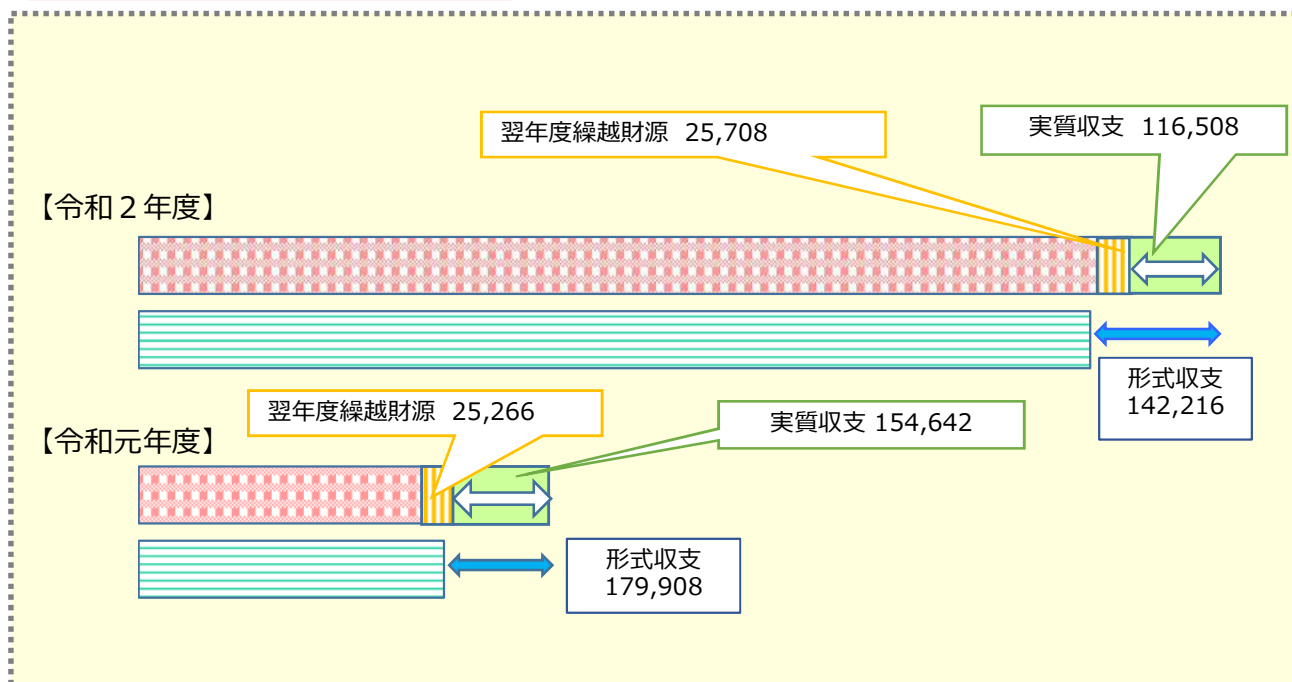 翌年度繰越財源 25,708
実質収支 116,508
【令和２年度】
形式収支
142,216
翌年度繰越財源 25,266
実質収支 154,642
【令和元年度】
形式収支
179,908